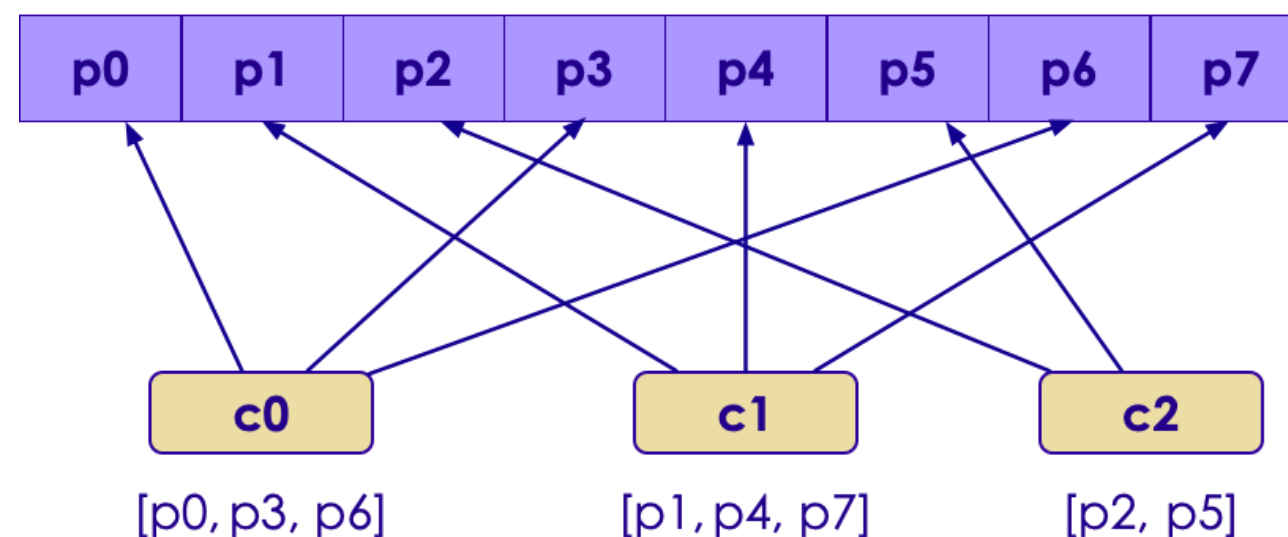 p0 p1 p2 p3 p4 p5 p6 p7
c0 c1 c2
[p0, p3, p6] [p1, p4, p7] [p2, p5]